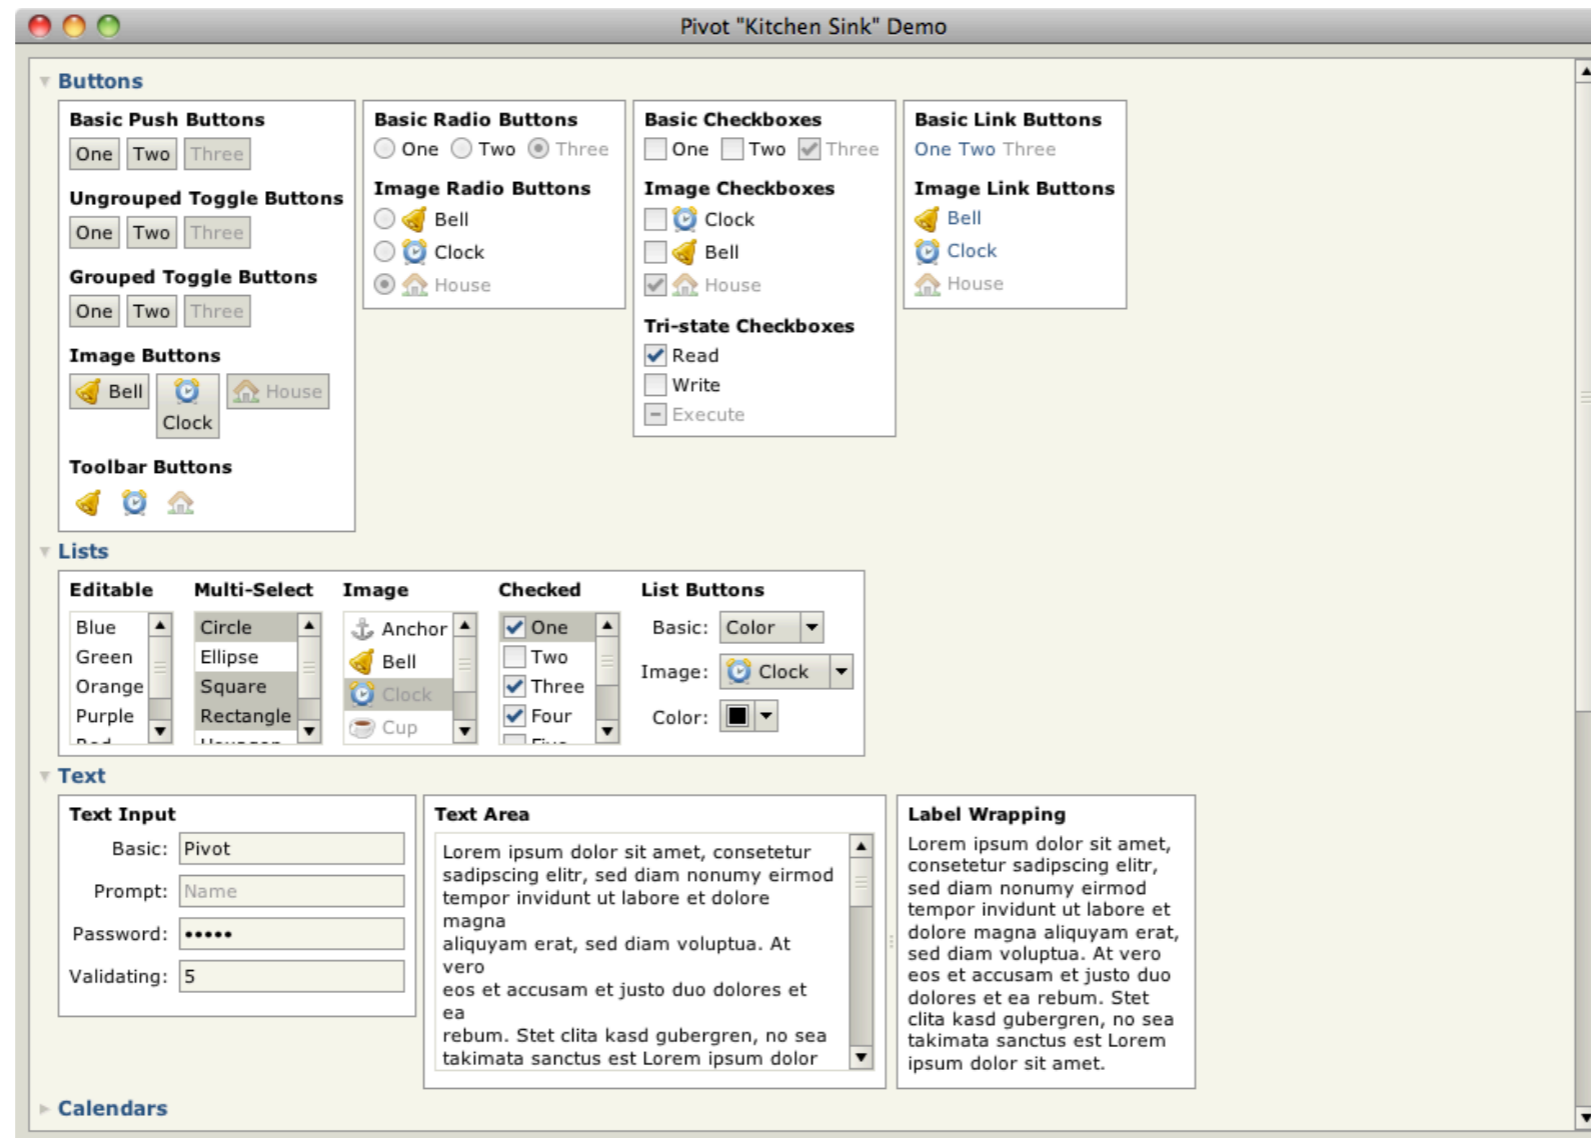 Pivot "Kitchen Sink" Demo
Buttons
Basic Push Buttons
One Two Three
Ungrouped Toggle Buttons
One Two Three
Grouped Toggle Buttons
One Two Three
Image Buttons
Bell
Clock
House
Toolbar Buttons
Basic Radio Buttons
One Two Three
Image Radio Buttons
Bell
Clock
House
Basic Checkboxes
One Two Three
Image Checkboxes
Clock
Bell
House
Tri-state Checkboxes
Read
Write
Execute
Basic Link Buttons
One Two Three
Image Link Buttons
Bell
Clock
House
Lists
Editable
Blue
Green
Orange
Purple
Multi-Select
Circle
Ellipse
Square
Rectangle
Image
Anchor
Bell
Clock
Cup
Checked
One
Two
Three
Four
List Buttons
Basic: Color
Image: Clock
Color:
Text
Text Input
Basic: Pivot
Prompt: Name
Password: •••••
Validating: 5
Text Area
Lorem ipsum dolor sit amet, consetetur
sadipscing elitr, sed diam nonumy eirmod
tempor invidunt ut labore et dolore
magna
aliquyam erat, sed diam voluptua. At
vero
eos et accusam et justo duo dolores et
ea
rebum. Stet clita kasd gubergren, no sea
takimata sanctus est Lorem ipsum dolor
Label Wrapping
Lorem ipsum dolor sit amet,
consetetur sadipscing elitr,
sed diam nonumy eirmod
tempor invidunt ut labore et
dolore magna aliquyam erat,
sed diam voluptua. At vero
eos et accusam et justo duo
dolores et ea rebum. Stet
clita kasd gubergren, no sea
takimata sanctus est Lorem
ipsum dolor sit amet.
Calendars